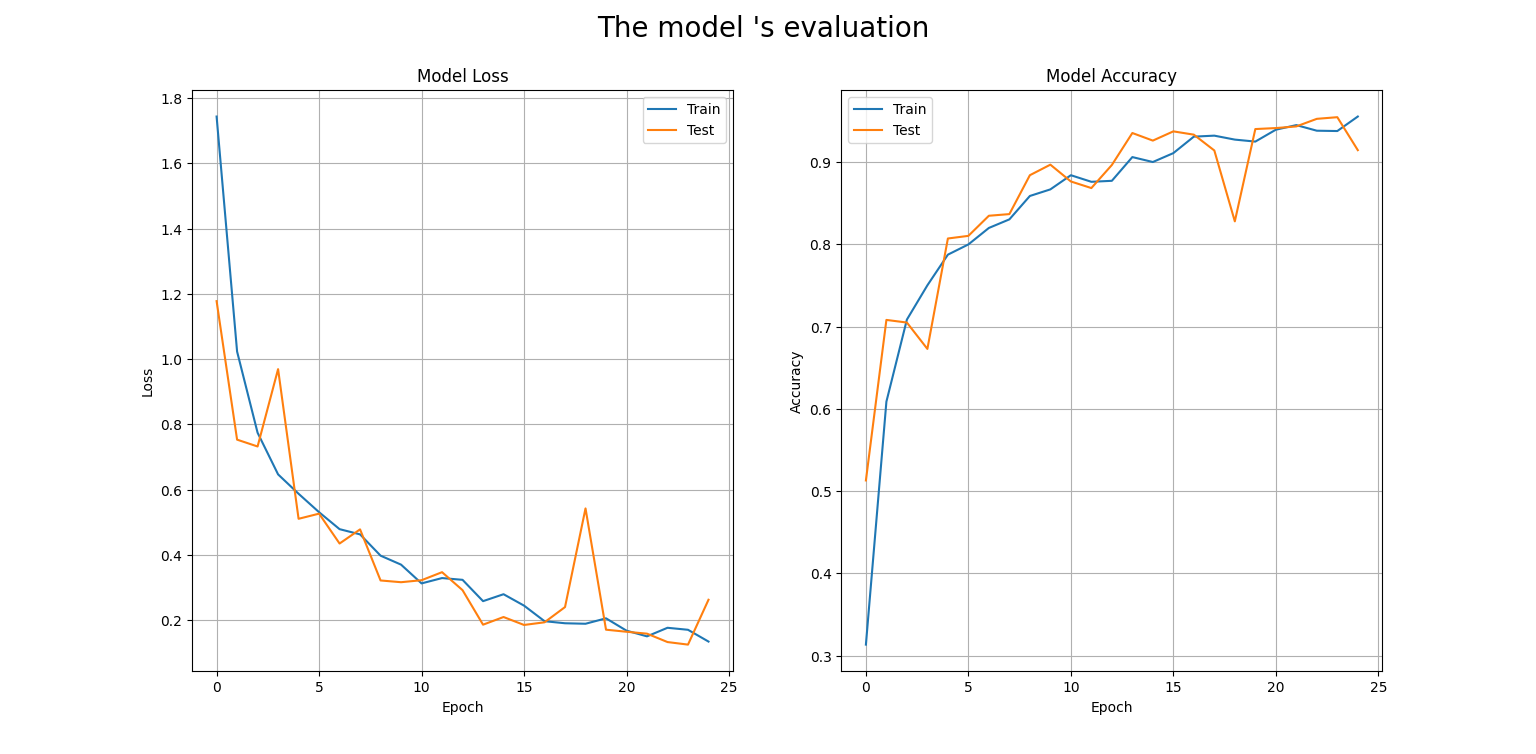 The model 's evaluation
Model Loss
Train
Test
1.8
1.6
1.4
1.2
1.0
0.8
0.6
0.4
0.2
Loss
0 5 10 15 20 25
Epoch
Model Accuracy
Train
Test
0.9
0.8
0.7
0.6
0.5
0.4
0.3
Accuracy
0 5 10 15 20 25
Epoch